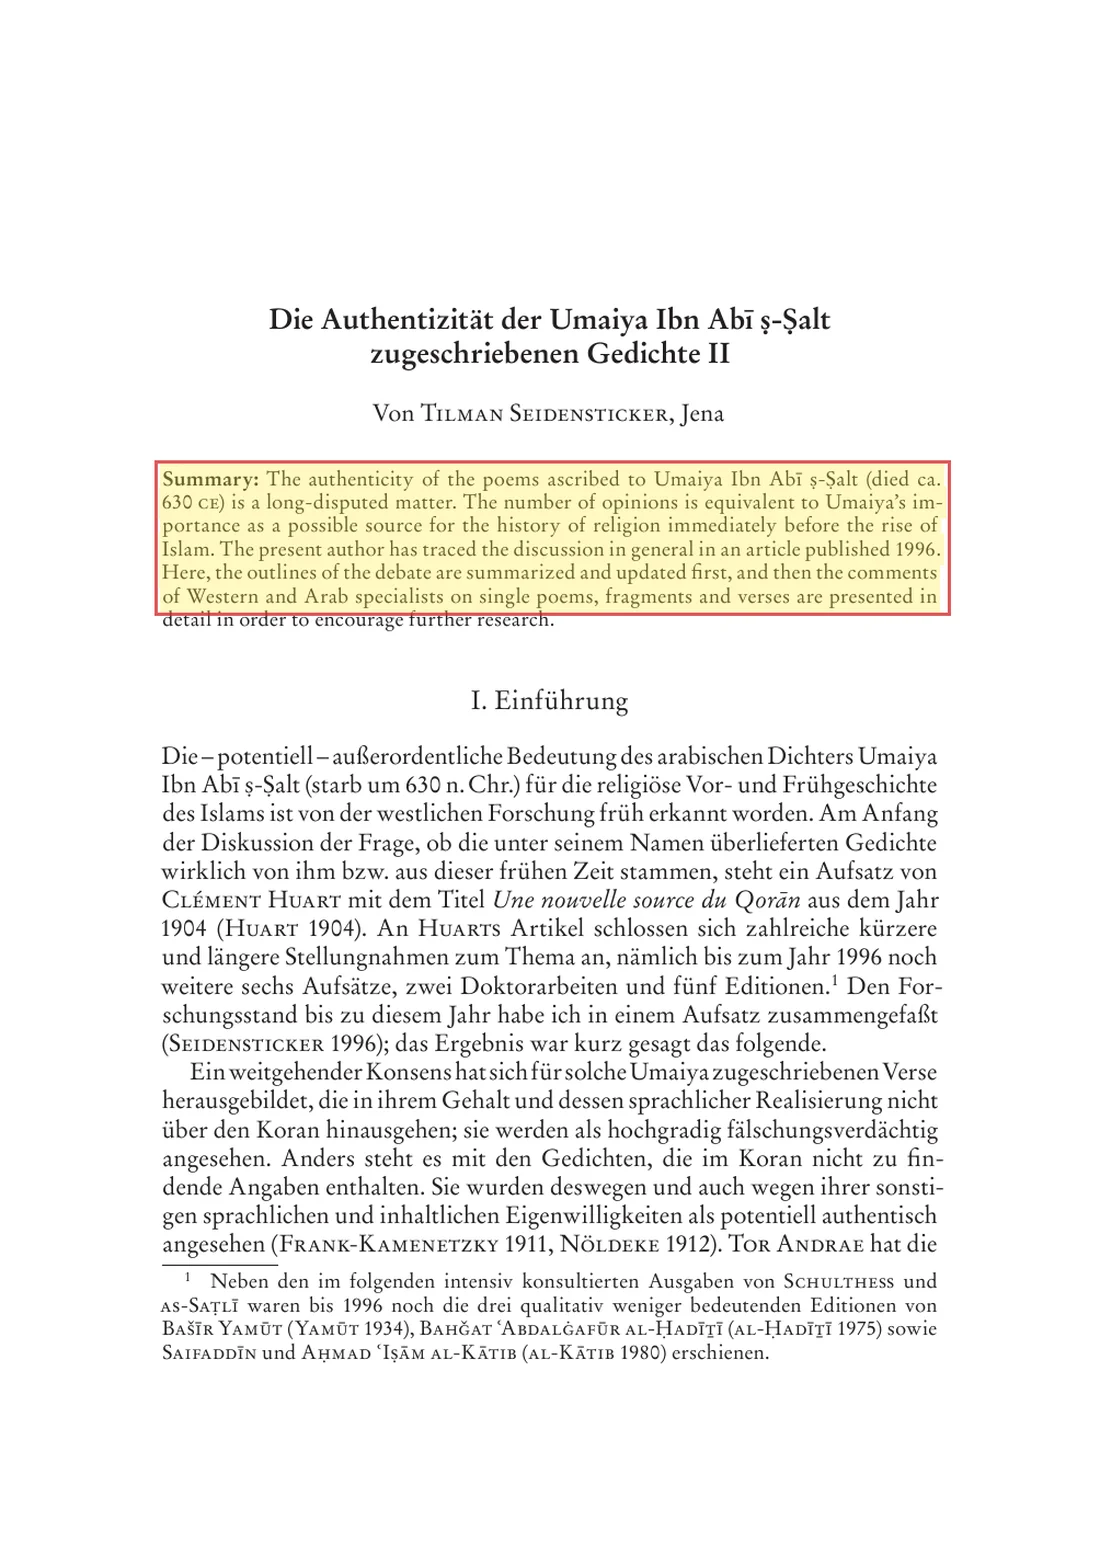 Die Authentizität der Umaiya Ibn Abī ṣ-Ṣalt
zugeschriebenen Gedichte II
Von Tilman Seidensticker, Jena
Summary: The authenticity of the poems ascribed to Umaiya Ibn Abī ṣ-Ṣalt (died ca.
630 CE) is a long-disputed matter. The number of opinions is equivalent to Umaiya’s im-
portance as a possible source for the history of religion immediately before the rise of
Islam. The present author has traced the discussion in general in an article published 1996.
Here, the outlines of the debate are summarized and updated first, and then the comments
of Western and Arab specialists on single poems, fragments and verses are presented in
detail in order to encourage further research.
I. Einführung
Die – potentiell – außerordentliche Bedeutung des arabischen Dichters Umaiya
Ibn Abī ṣ-Ṣalt (starb um 630 n. Chr.) für die religiöse Vor- und Frühgeschichte
des Islams ist von der westlichen Forschung früh erkannt worden. Am Anfang
der Diskussion der Frage, ob die unter seinem Namen überlieferten Gedichte
wirklich von ihm bzw. aus dieser frühen Zeit stammen, steht ein Aufsatz von
Clément Huart mit dem Titel Une nouvelle source du Qorān aus dem Jahr
1904 (Huart 1904). An Huarts Artikel schlossen sich zahlreiche kürzere
und längere Stellungnahmen zum Thema an, nämlich bis zum Jahr 1996 noch
weitere sechs Aufsätze, zwei Doktorarbeiten und fünf Editionen.¹ Den For-
schungsstand bis zu diesem Jahr habe ich in einem Aufsatz zusammengefaßt
(Seidensticker 1996); das Ergebnis war kurz gesagt das folgende.
Ein weitgehender Konsens hat sich für solche Umaiya zugeschriebenen Verse
herausgebildet, die in ihrem Gehalt und dessen sprachlicher Realisierung nicht
über den Koran hinausgehen; sie werden als hochgradig fälschungsverdächtig
angesehen. Anders steht es mit den Gedichten, die im Koran nicht zu fin-
dende Angaben enthalten. Sie wurden deswegen und auch wegen ihrer sonsti-
gen sprachlichen und inhaltlichen Eigenwilligkeiten als potentiell authentisch
angesehen (Frank-Kamenetzky 1911, Nöldeke 1912). Tor Andrae hat die
¹ Neben den im folgenden intensiv konsultierten Ausgaben von Schulthess und
as-Saṭlī waren bis 1996 noch die drei qualitativ weniger bedeutenden Editionen von
Bašīr Yamūt (Yamūt 1934), Bahǧat ʿAbdalġafūr al-Ḥadīṯī (al-Ḥadīṯī 1975) sowie
Saifaddīn und Aḥmad ʿIṣām al-Kātib (al-Kātib 1980) erschienen.